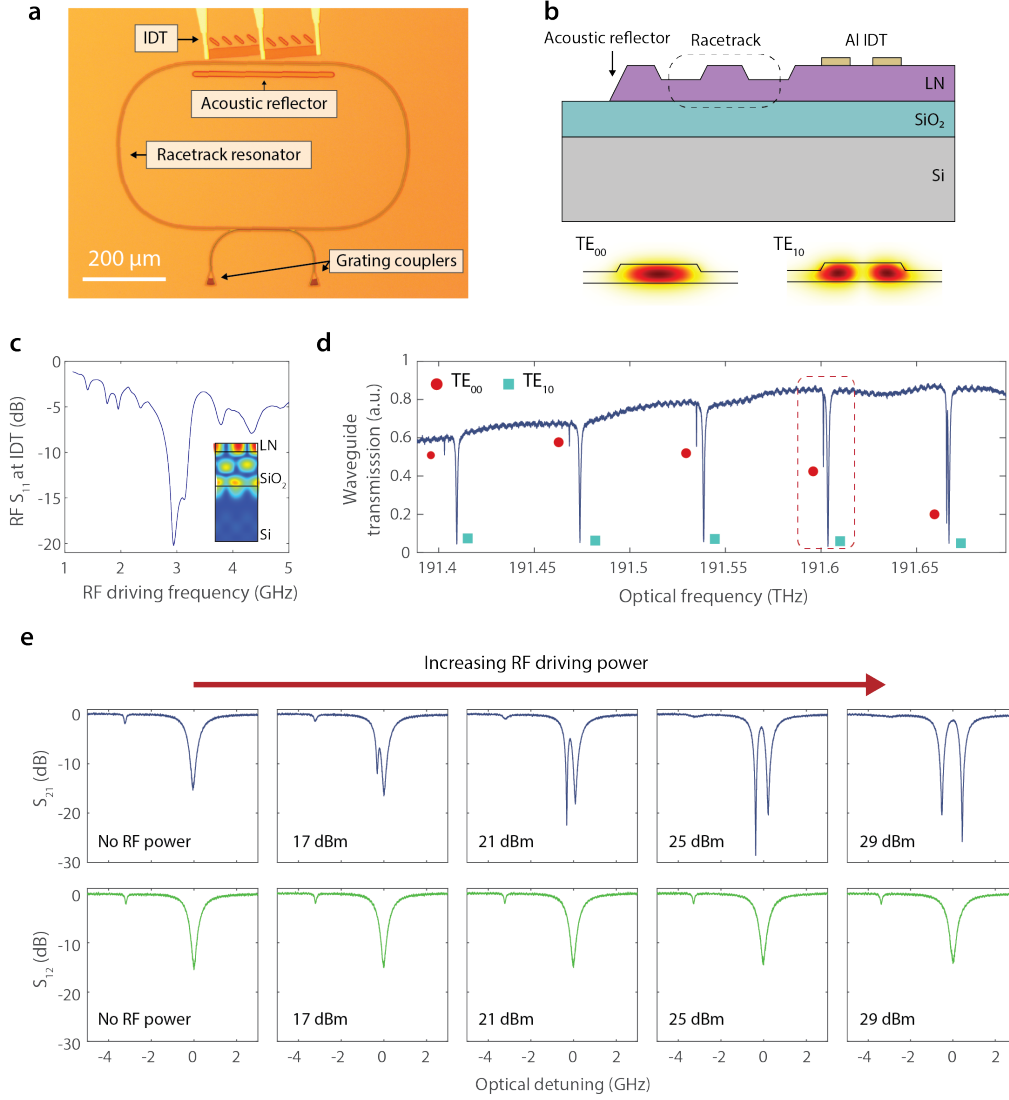 a
IDT
Acoustic reflector
Racetrack resonator
Grating couplers
200 μm
b
Acoustic reflector
Racetrack
Al IDT
LN
SiO₂
Si
TE₀₀
TE₁₀
c
RF S₁₁ at IDT (dB)
0
-5
-10
-15
-20
1
2
3
4
5
RF driving frequency (GHz)
LN
SiO₂
Si
d
Waveguide
transmisssion (a.u.)
1
0.8
0.6
0.4
0.2
0
TE₀₀
TE₁₀
191.4
191.45
191.5
191.55
191.6
191.65
Optical frequency (THz)
e
Increasing RF driving power
S₂₁ (dB)
0
-10
-20
-30
No RF power
17 dBm
21 dBm
25 dBm
29 dBm
S₁₂ (dB)
0
-10
-20
-30
No RF power
17 dBm
21 dBm
25 dBm
29 dBm
-4 -2 0 2
-4 -2 0 2
-4 -2 0 2
-4 -2 0 2
-4 -2 0 2
Optical detuning (GHz)